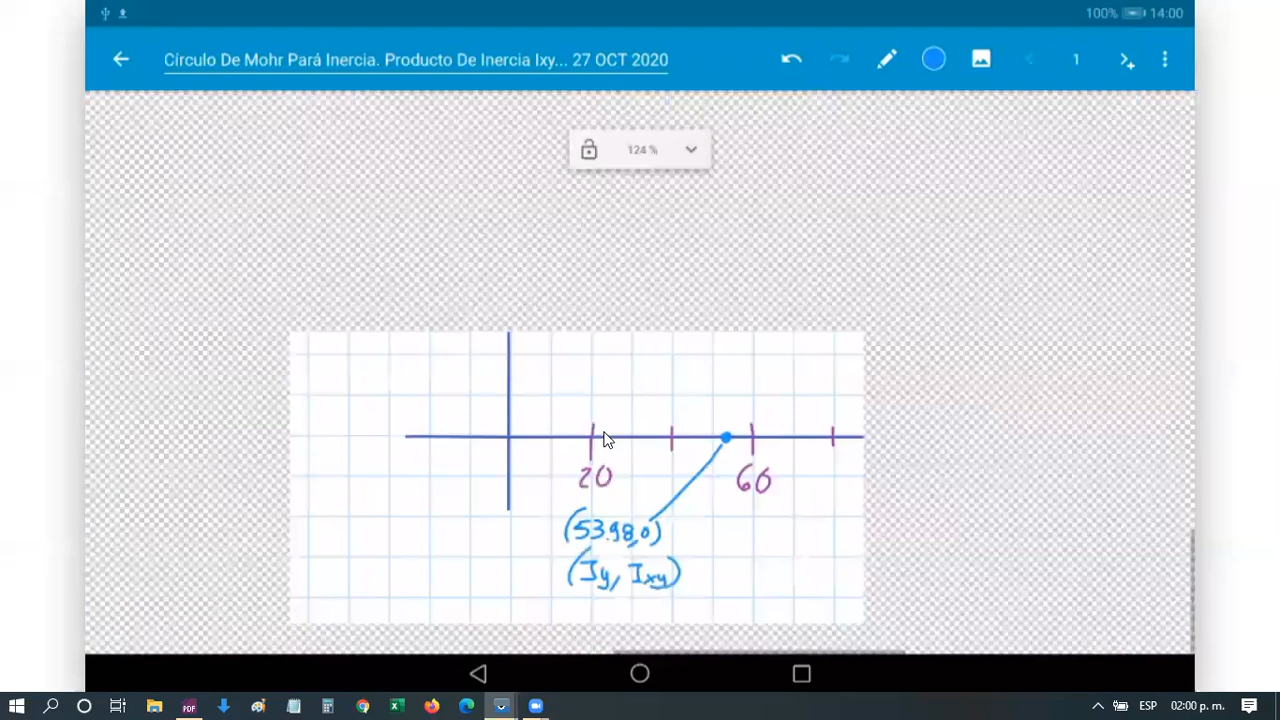 100% 14:00
Círculo De Mohr Pará Inercia. Producto De Inercia Ixy... 27 OCT 2020
1
124 %
20
60
(53.98,0)
(Iy, Ixy)
PDF
ESP 02:00 p. m.